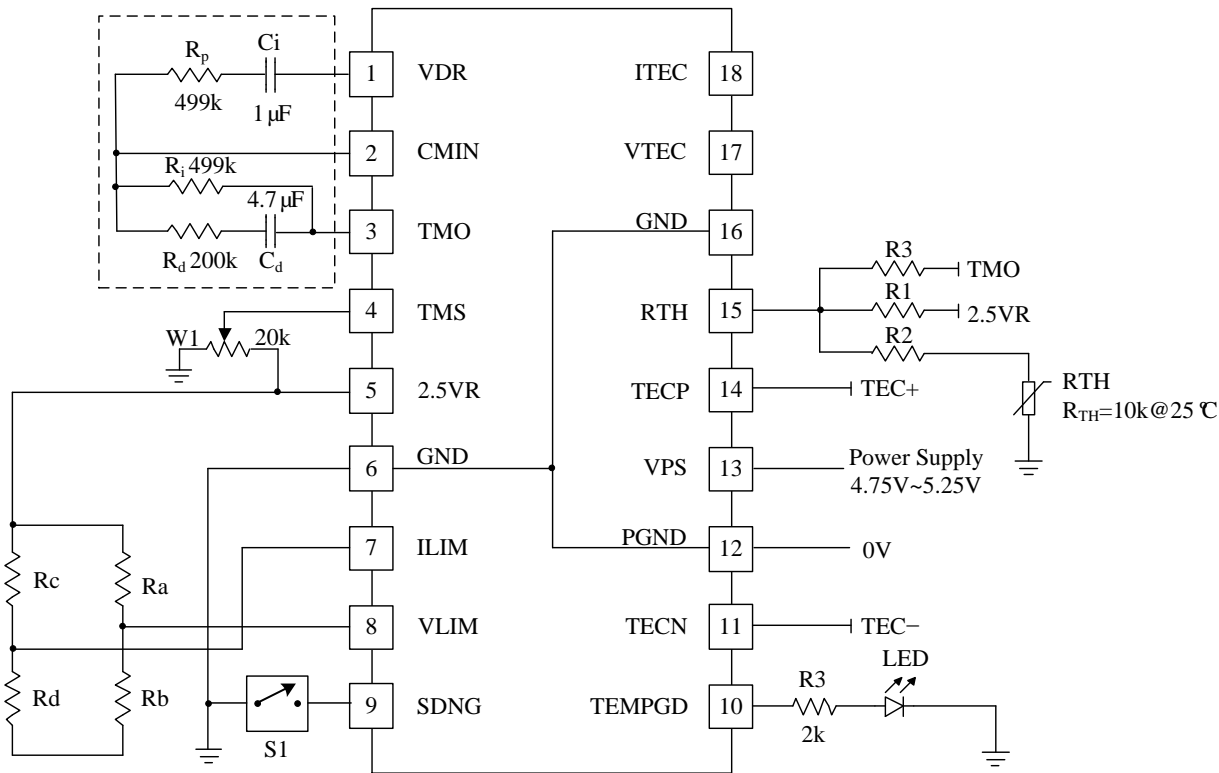 Rp
499k
Ci
1 µF
Ri 499k
4.7 µF
Rd 200k
Cd
W1
20k
Rc
Ra
Rd
Rb
S1
1
VDR
2
CMIN
3
TMO
4
TMS
5
2.5VR
6
GND
7
ILIM
8
VLIM
9
SDNG
ITEC
18
VTEC
17
GND
16
RTH
15
TECP
14
VPS
13
PGND
12
TECN
11
TEMPGD
10
R3
TMO
R1
2.5VR
R2
RTH
RTH=10k@25 ℃
TEC+
Power Supply
4.75V~5.25V
0V
TEC−
LED
R3
2k